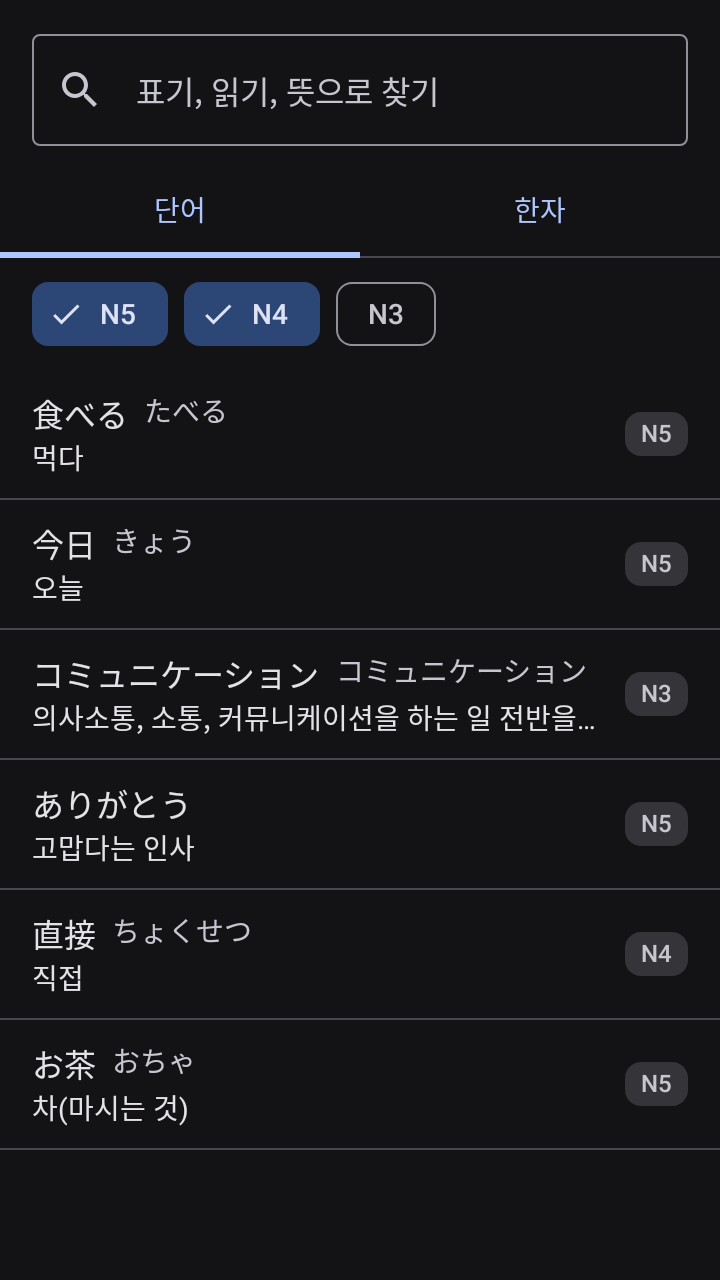 표기, 읽기, 뜻으로 찾기
단어 한자
N5 N4 N3
食べる たべる
먹다
N5
今日 きょう
오늘
N5
コミュニケーション コミュニケーション
의사소통, 소통, 커뮤니케이션을 하는 일 전반을…
N3
ありがとう
고맙다는 인사
N5
直接 ちょくせつ
직접
N4
お茶 おちゃ
차(마시는 것)
N5